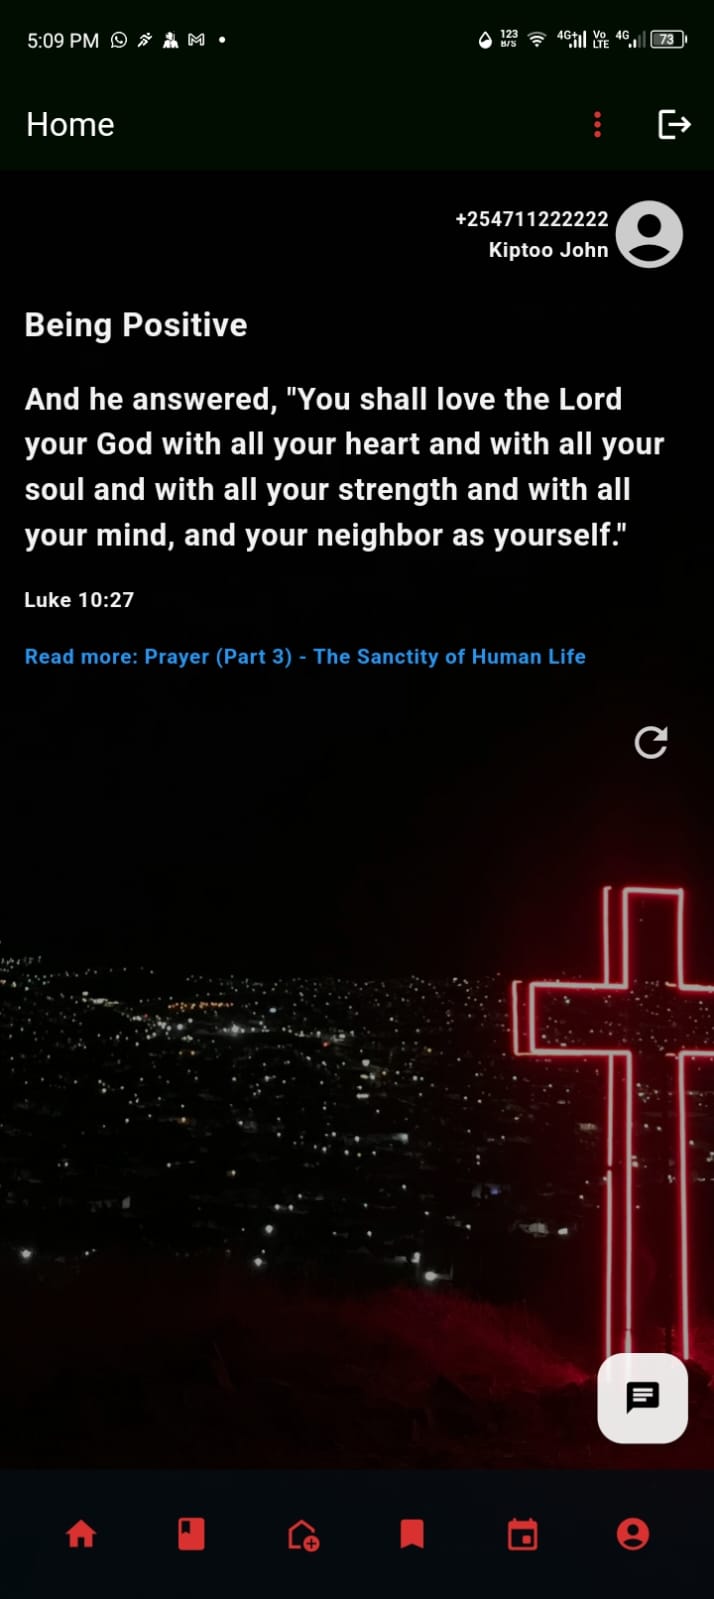 5:09 PM
123
B/S
4G+
Vo
LTE
4G
73
Home
+254711222222
Kiptoo John
Being Positive
And he answered, "You shall love the Lord
your God with all your heart and with all your
soul and with all your strength and with all
your mind, and your neighbor as yourself."
Luke 10:27
Read more: Prayer (Part 3) - The Sanctity of Human Life